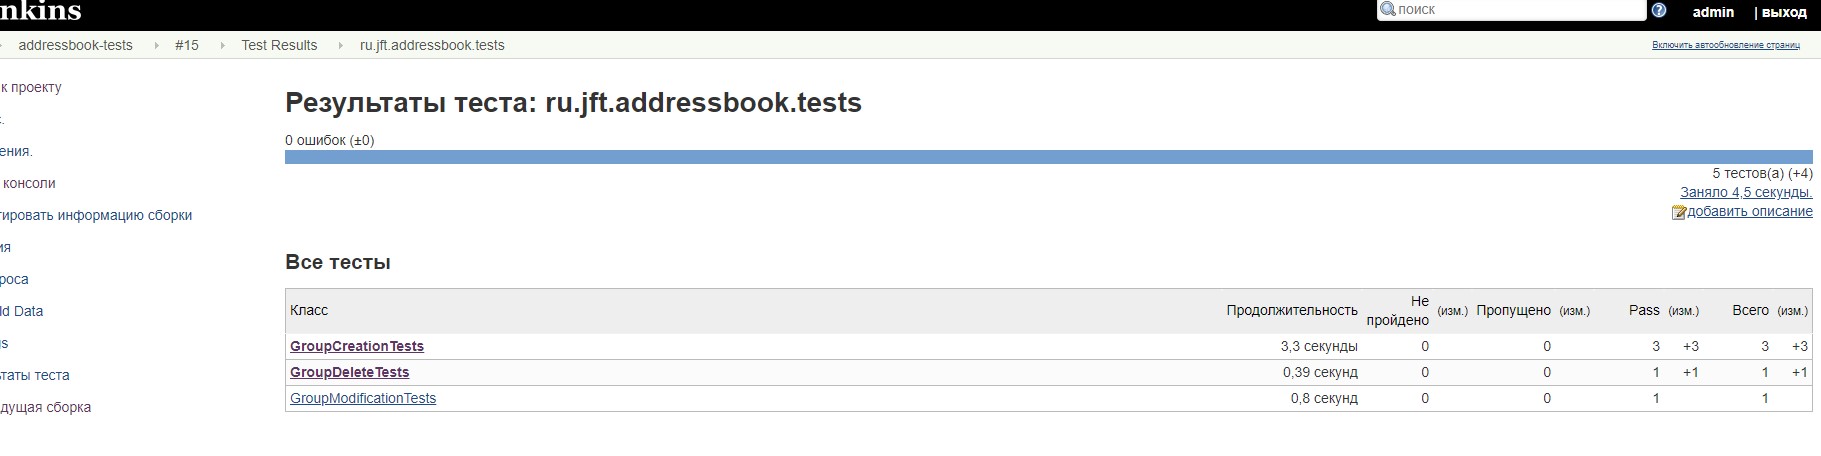 nkins
поиск
admin
| выход
addressbook-tests
#15
Test Results
ru.jft.addressbook.tests
Включить автообновление страниц
к проекту
ения.
консоли
тировать информацию сборки
ия
роса
ld Data
gs
ьтаты теста
дущая сборка
Результаты теста: ru.jft.addressbook.tests
0 ошибок (±0)
5 тестов(а) (+4)
Заняло 4,5 секунды.
добавить описание
Все тесты
Класс Продолжительность Не пройдено (изм.) Пропущено (изм.) Pass (изм.) Всего (изм.)
GroupCreationTests 3,3 секунды 0 0 3 +3 3 +3
GroupDeleteTests 0,39 секунд 0 0 1 +1 1 +1
GroupModificationTests 0,8 секунд 0 0 1 1